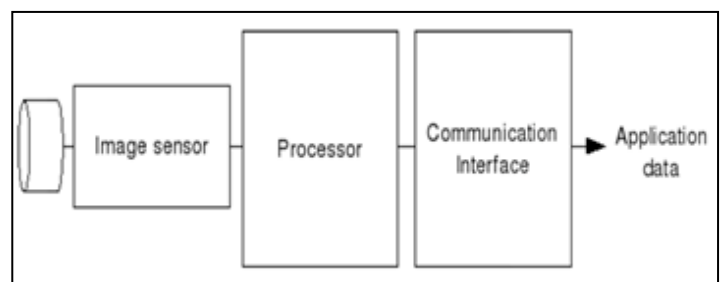 Image sensor
Processor
Communication
Interface
Application
data